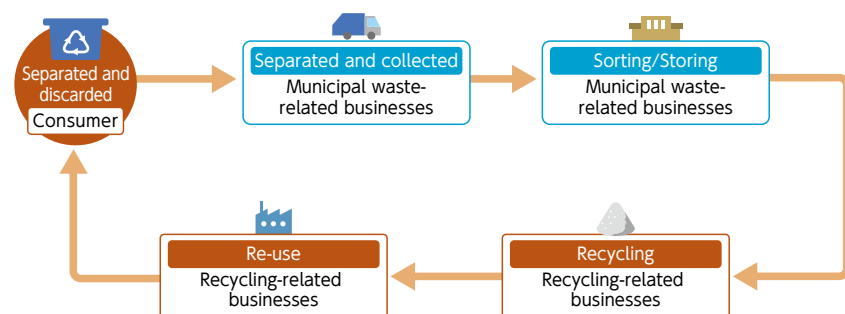 Separated and
discarded
Consumer
Separated and collected
Municipal waste-
related businesses
Sorting/Storing
Municipal waste-
related businesses
Re-use
Recycling-related
businesses
Recycling
Recycling-related
businesses